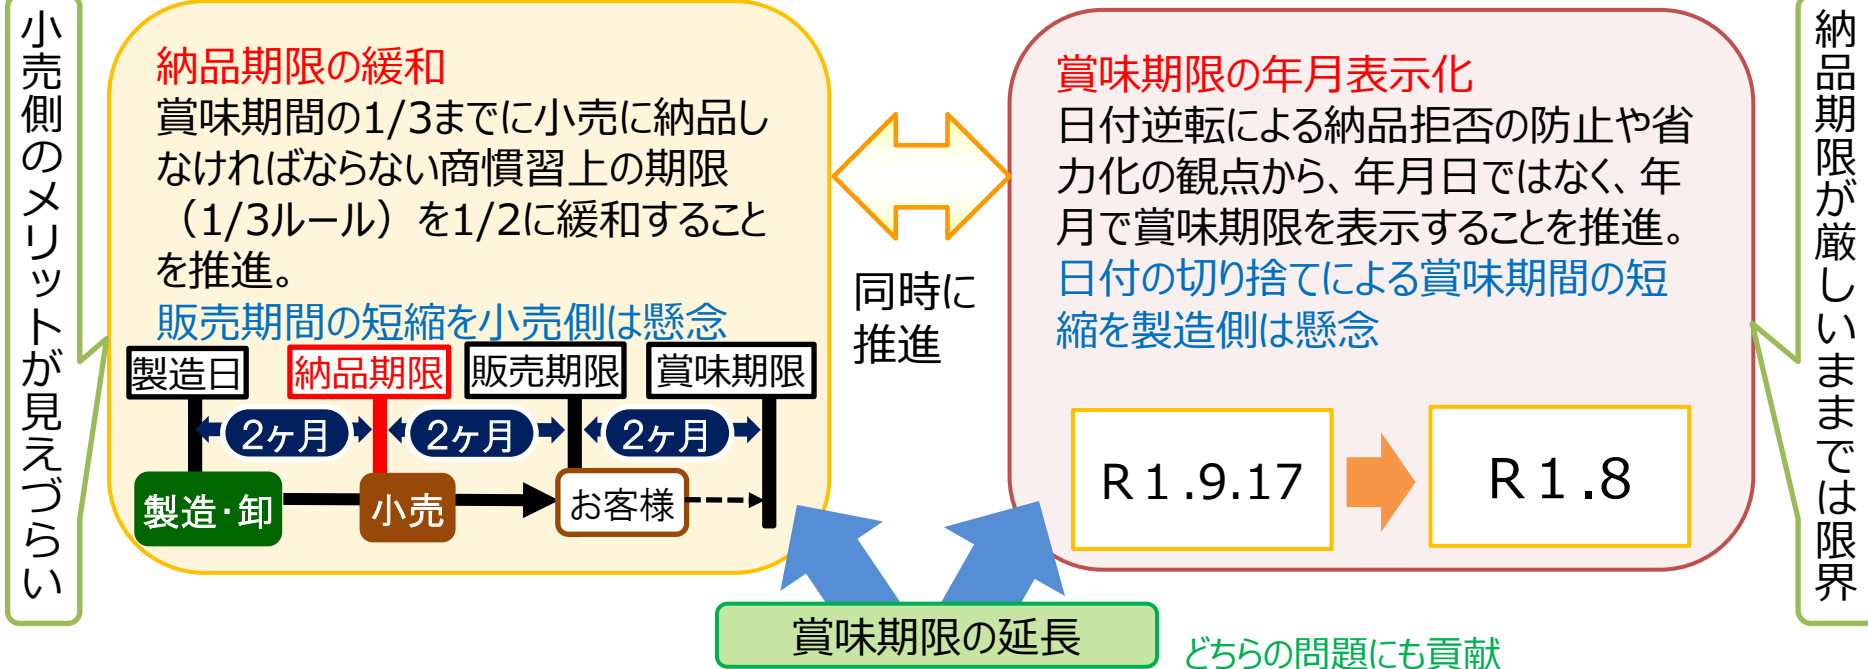 小売側のメリットが見えづらい
納品期限の緩和
賞味期間の1/3までに小売に納品し
なければならない商慣習上の期限
（1/3ルール）を1/2に緩和すること
を推進。
販売期間の短縮を小売側は懸念
製造日
納品期限
販売期限
賞味期限
2ヶ月
2ヶ月
2ヶ月
製造・卸
小売
お客様
同時に
推進
賞味期限の年月表示化
日付逆転による納品拒否の防止や省
力化の観点から、年月日ではなく、年
月で賞味期限を表示することを推進。
日付の切り捨てによる賞味期間の短
縮を製造側は懸念
Ｒ１.9.17
Ｒ１.8
納品期限が厳しいままでは限界
賞味期限の延長
どちらの問題にも貢献